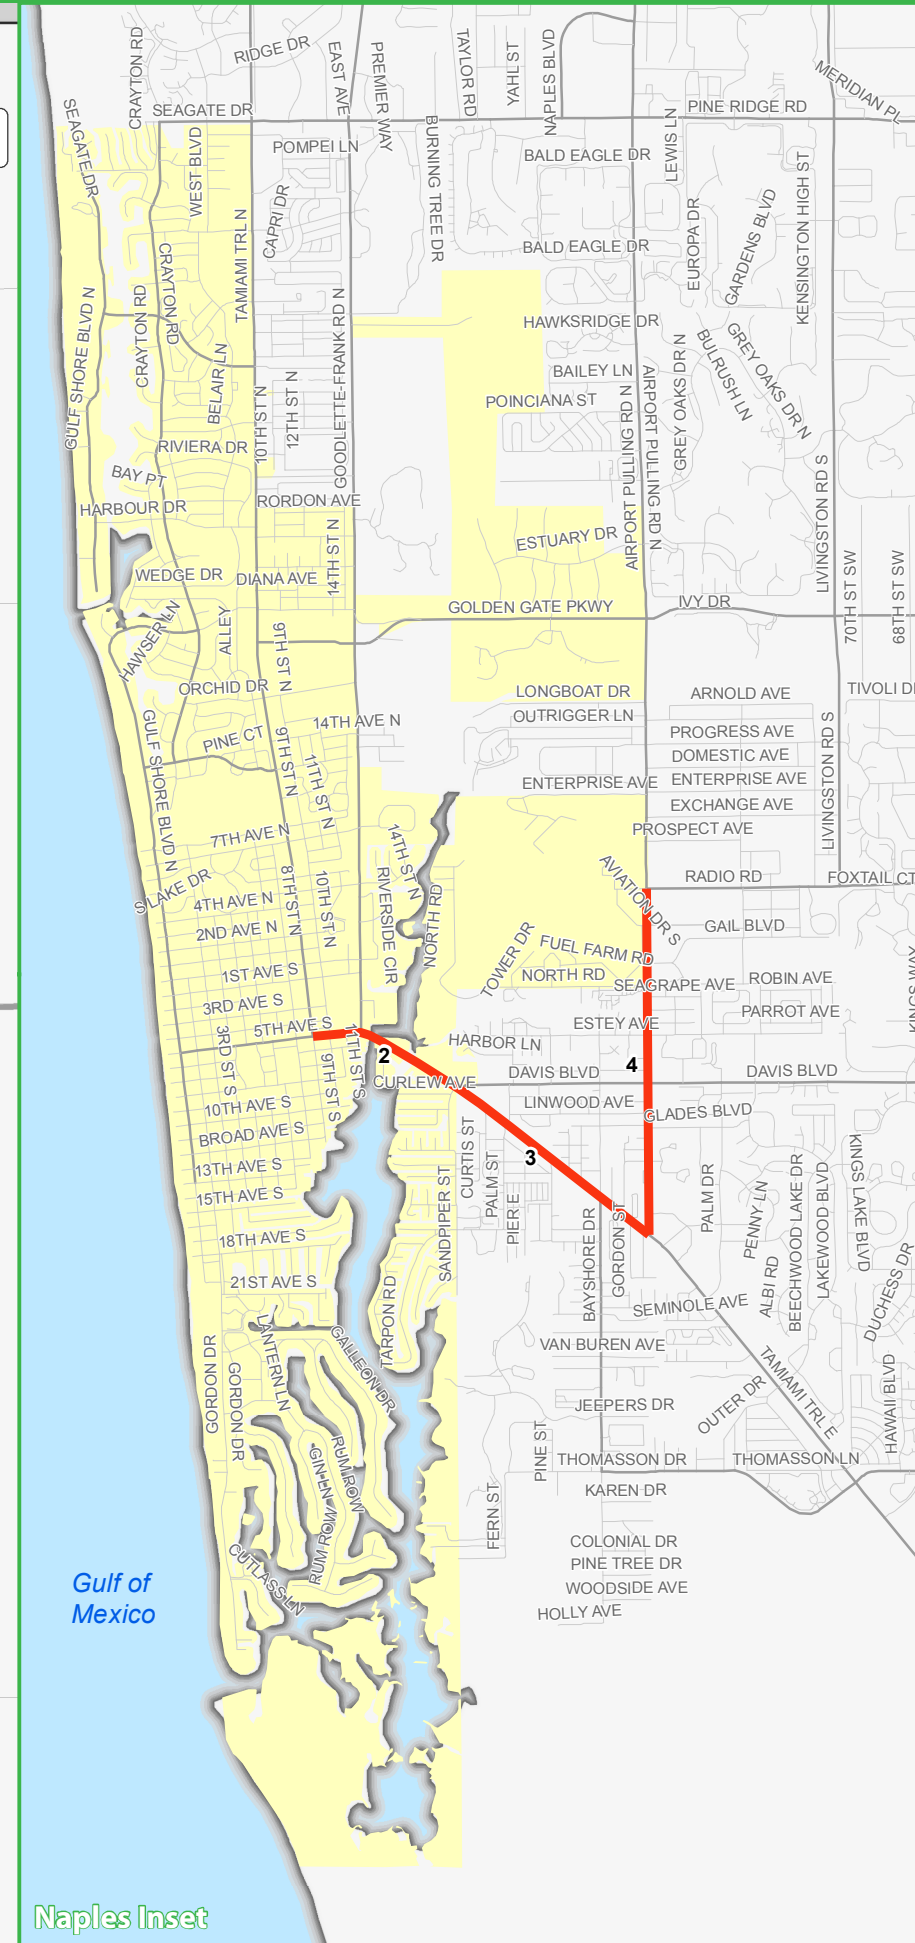 CRAYTON RD
RIDGE DR
EAST AVE
PREMIER WAY
TAYLOR RD
YAHL ST
NAPLES BLVD
MERIDIAN PL
SEAGATE DR
SEAGATE DR
PINE RIDGE RD
WEST BLVD
POMPEI LN
BURNING TREE DR
BALD EAGLE DR
LEWIS LN
KENSINGTON HIGH ST
CAPRI DR
TAMIAMI TRL N
BALD EAGLE DR
EUROPA DR
GARDENS BLVD
CRAYTON RD
CRAYTON RD
GULF SHORE BLVD N
GOODLETTE-FRANK RD N
HAWKSRIDGE DR
BELAIR LN
10TH ST N
12TH ST N
BAILEY LN
POINCIANA ST
AIRPORT PULLING RD N
AIRPORT PULLING RD N
GREY OAKS DR N
BULRUSH LN
GREY OAKS DR N
RIVIERA DR
BAY PT
HARBOUR DR
RORDON AVE
LIVINGSTON RD S
14TH ST N
ESTUARY DR
WEDGE DR
DIANA AVE
70TH ST SW
68TH ST SW
GOLDEN GATE PKWY
IVY DR
HAWSER LN
ALLEY
9TH ST N
ORCHID DR
LONGBOAT DR
ARNOLD AVE
TIVOLI DR
OUTRIGGER LN
14TH AVE N
PINE CT
GULF SHORE BLVD N
9TH ST N
11TH ST N
PROGRESS AVE
DOMESTIC AVE
LIVINGSTON RD S
ENTERPRISE AVE
ENTERPRISE AVE
EXCHANGE AVE
PROSPECT AVE
7TH AVE N
14TH ST N
S LAKE DR
8TH ST N
10TH ST N
RIVERSIDE CIR
AVIATION DR S
RADIO RD
FOXTAIL CT
4TH AVE N
2ND AVE N
NORTH RD
TOWER DR
GAIL BLVD
FUEL FARM RD
1ST AVE S
NORTH RD
SEAGRAPE AVE
ROBIN AVE
KINGS WAY
3RD AVE S
PARROT AVE
5TH AVE S
ESTEY AVE
11TH ST S
2
HARBOR LN
3RD ST S
9TH ST S
CURLEW AVE
DAVIS BLVD
4
DAVIS BLVD
10TH AVE S
LINWOOD AVE
GLADES BLVD
BROAD AVE S
CURTIS ST
3
13TH AVE S
PALM ST
PALM DR
KINGS LAKE BLVD
15TH AVE S
SANDPIPER ST
PIER E
BAYSHORE DR
GORDON ST
PENNY LN
BEECHWOOD LAKE DR
LAKEWOOD BLVD
18TH AVE S
21ST AVE S
ALBI RD
DUCHESS DR
TARPON RD
SEMINOLE AVE
LANTERN LN
GALLEON DR
VAN BUREN AVE
GORDON DR
GORDON DR
TAMIAMI TRL E
OUTER DR
HAWAII BLVD
JEEPERS DR
RUM ROW
GIN LN
PINE ST
THOMASSON DR
THOMASSON LN
KAREN DR
FERN ST
RUM ROW
CUTLASS LN
COLONIAL DR
PINE TREE DR
WOODSIDE AVE
HOLLY AVE
Gulf of
Mexico
Naples Inset